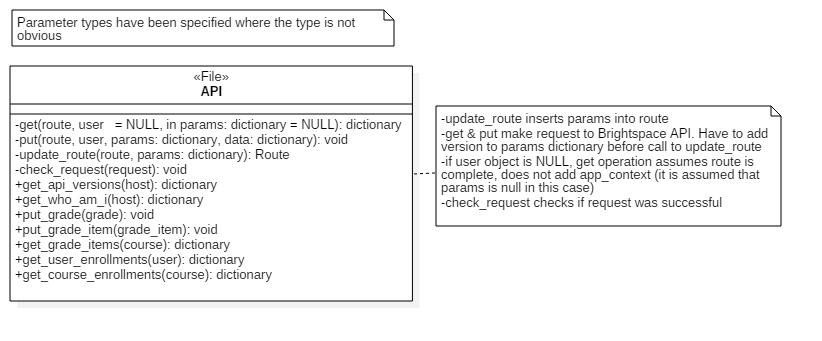 Parameter types have been specified where the type is not
obvious
«File»
API
-get(route, user   = NULL, in params: dictionary = NULL): dictionary
-put(route, user, params: dictionary, data: dictionary): void
-update_route(route, params: dictionary): Route
-check_request(request): void
+get_api_versions(host): dictionary
+get_who_am_i(host): dictionary
+put_grade(grade): void
+put_grade_item(grade_item): void
+get_grade_items(course): dictionary
+get_user_enrollments(user): dictionary
+get_course_enrollments(course): dictionary
-update_route inserts params into route
-get & put make request to Brightspace API. Have to add
version to params dictionary before call to update_route
-if user object is NULL, get operation assumes route is
complete, does not add app_context (it is assumed that
params is null in this case)
-check_request checks if request was successful